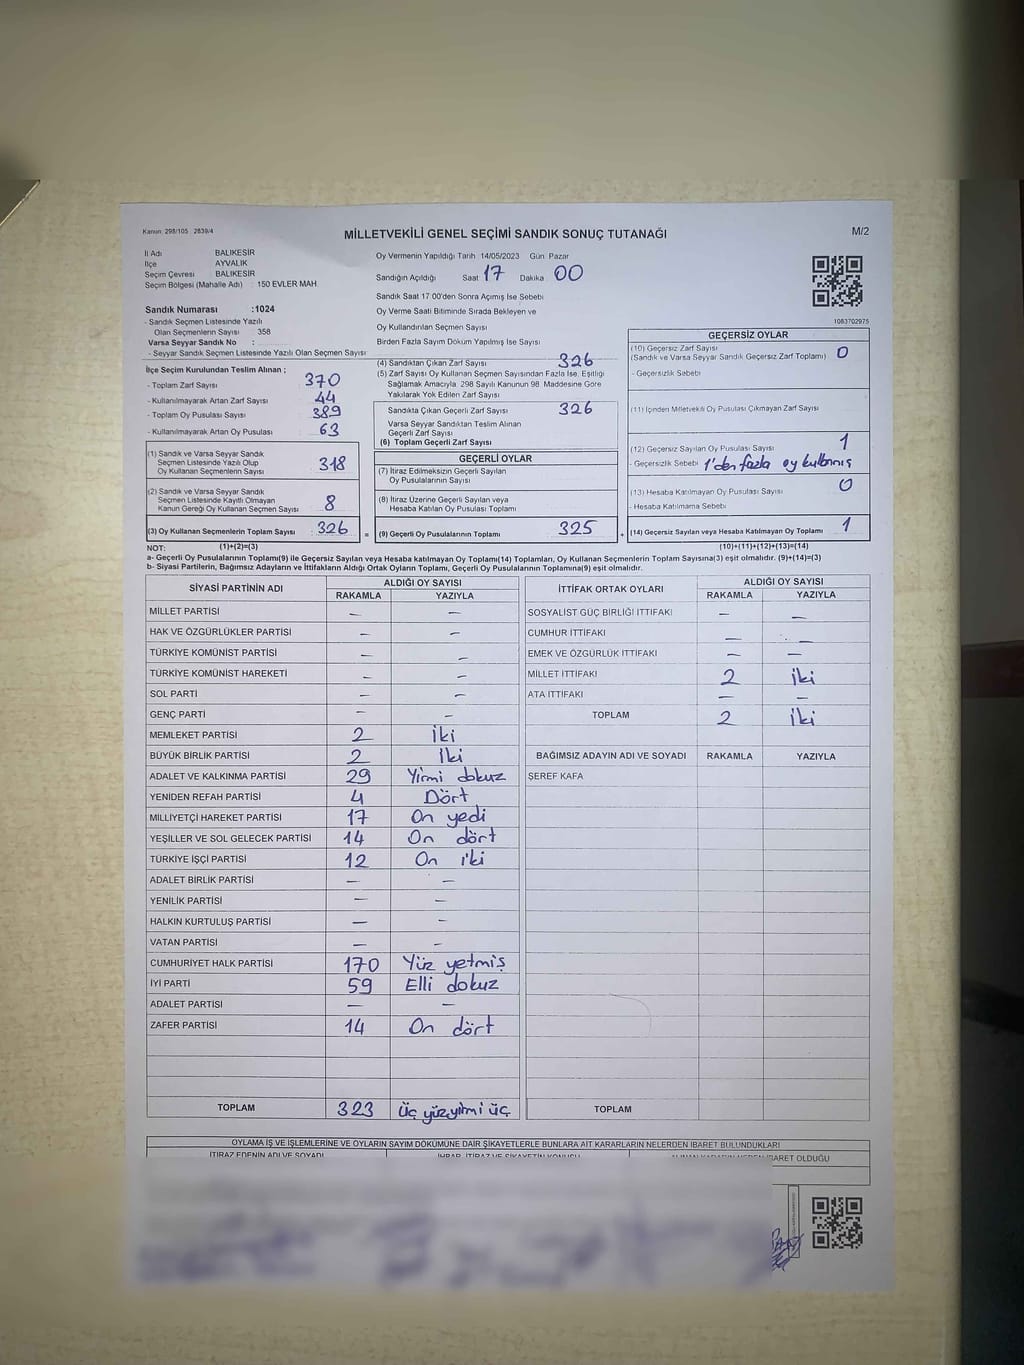 Kanun: 298/105 2839/4
MİLLETVEKİLİ GENEL SEÇİMİ SANDIK SONUÇ TUTANAĞI
M/2
İl Adı BALIKESİR
İlçe AYVALIK
Seçim Çevresi BALIKESİR
Seçim Bölgesi (Mahalle Adı) : 150 EVLER MAH.
Oy Vermenin Yapıldığı Tarih 14/05/2023 Gün Pazar
Sandığın Açıldığı Saat 17 Dakika 00
Sandık Saat 17:00'den Sonra Açımış İse Sebebi
Oy Verme Saati Bitiminde Sırada Bekleyen ve
Oy Kullandırılan Seçmen Sayısı
Birden Fazla Sayım Döküm Yapılmış İse Sayısı
1083702975
Sandık Numarası :1024
- Sandık Seçmen Listesinde Yazılı
Olan Seçmenlerin Sayısı 358
Varsa Seyyar Sandık No :
- Seyyar Sandık Seçmen Listesinde Yazılı Olan Seçmen Sayısı
İlçe Seçim Kurulundan Teslim Alınan ;
- Toplam Zarf Sayısı 370
- Kullanılmayarak Artan Zarf Sayısı 44
- Toplam Oy Pusulası Sayısı 389
- Kullanılmayarak Artan Oy Pusulası 63
(1) Sandık ve Varsa Seyyar Sandık
Seçmen Listesinde Yazılı Olup
Oy Kullanan Seçmenlerin Sayısı 318
(2) Sandık ve Varsa Seyyar Sandık
Seçmen Listesinde Kayıtlı Olmayan
Kanun Gereği Oy Kullanan Seçmen Sayısı 8
(3) Oy Kullanan Seçmenlerin Toplam Sayısı 326 =
(4) Sandıktan Çıkan Zarf Sayısı 326
(5) Zarf Sayısı Oy Kullanan Seçmen Sayısından Fazla İse, Eşitliği
Sağlamak Amacıyla 298 Sayılı Kanunun 98. Maddesine Göre
Yakılarak Yok Edilen Zarf Sayısı
Sandıkta Çıkan Geçerli Zarf Sayısı 326
Varsa Seyyar Sandıktan Teslim Alınan
Geçerli Zarf Sayısı
(6) Toplam Geçerli Zarf Sayısı
GEÇERLİ OYLAR
(7) İtiraz Edilmeksizin Geçerli Sayılan
Oy Pusulalarının Sayısı
(8) İtiraz Üzerine Geçerli Sayılan veya
Hesaba Katılan Oy Pusulası Toplamı
(9) Geçerli Oy Pusulalarının Toplamı 325 +
GEÇERSİZ OYLAR
(10) Geçersiz Zarf Sayısı
(Sandık ve Varsa Seyyar Sandık Geçersiz Zarf Toplamı) 0
- Geçersizlik Sebebi
(11) İçinden Milletvekili Oy Pusulası Çıkmayan Zarf Sayısı
(12) Geçersiz Sayılan Oy Pusulası Sayısı 1
- Geçersizlik Sebebi 1'den fazla oy kullanmış
(13) Hesaba Katılmayan Oy Pusulası Sayısı 0
- Hesaba Katılmama Sebebi
(14) Geçersiz Sayılan veya Hesaba Katılmayan Oy Toplamı 1
NOT: (1)+(2)=(3) (10)+(11)+(12)+(13)=(14)
a- Geçerli Oy Pusulalarının Toplamı(9) ile Geçersiz Sayılan veya Hesaba katılmayan Oy Toplamı(14) Toplamları, Oy Kullanan Seçmenlerin Toplam Sayısına(3) eşit olmalıdır. (9)+(14)=(3)
b- Siyasi Partilerin, Bağımsız Adayların ve İttifakların Aldığı Ortak Oyların Toplamı, Geçerli Oy Pusulalarının Toplamına(9) eşit olmalıdır.
SİYASİ PARTİNİN ADI ALDIĞI OY SAYISI
RAKAMLA YAZIYLA
MİLLET PARTİSİ – –
HAK VE ÖZGÜRLÜKLER PARTİSİ – –
TÜRKİYE KOMÜNİST PARTİSİ – –
TÜRKİYE KOMÜNİST HAREKETİ – –
SOL PARTİ – –
GENÇ PARTİ – –
MEMLEKET PARTİSİ 2 iki
BÜYÜK BİRLİK PARTİSİ 2 İki
ADALET VE KALKINMA PARTİSİ 29 Yirmi dokuz
YENİDEN REFAH PARTİSİ 4 Dört
MİLLİYETÇİ HAREKET PARTİSİ 17 On yedi
YEŞİLLER VE SOL GELECEK PARTİSİ 14 On dört
TÜRKİYE İŞÇİ PARTİSİ 12 On iki
ADALET BİRLİK PARTİSİ – –
YENİLİK PARTİSİ – –
HALKIN KURTULUŞ PARTİSİ – –
VATAN PARTİSİ – –
CUMHURİYET HALK PARTİSİ 170 Yüz yetmiş
İYİ PARTİ 59 Elli dokuz
ADALET PARTİSİ – –
ZAFER PARTİSİ 14 On dört
TOPLAM 323 üç yüzyirmi üç
İTTİFAK ORTAK OYLARI ALDIĞI OY SAYISI
RAKAMLA YAZIYLA
SOSYALİST GÜÇ BİRLİĞİ İTTİFAKI – –
CUMHUR İTTİFAKI – –
EMEK VE ÖZGÜRLÜK İTTİFAKI – –
MİLLET İTTİFAKI 2 iki
ATA İTTİFAKI – –
TOPLAM 2 iki
BAĞIMSIZ ADAYIN ADI VE SOYADI RAKAMLA YAZIYLA
ŞEREF KAFA
TOPLAM
OYLAMA İŞ VE İŞLEMLERİNE VE OYLARIN SAYIM DÖKÜMÜNE DAİR ŞİKAYETLERLE BUNLARA AİT KARARLARIN NELERDEN İBARET BULUNDUKLARI
İTİRAZ EDENİN ADI VE SOYADI İHBAR, İTİRAZ VE ŞİKAYETİN KONUSU